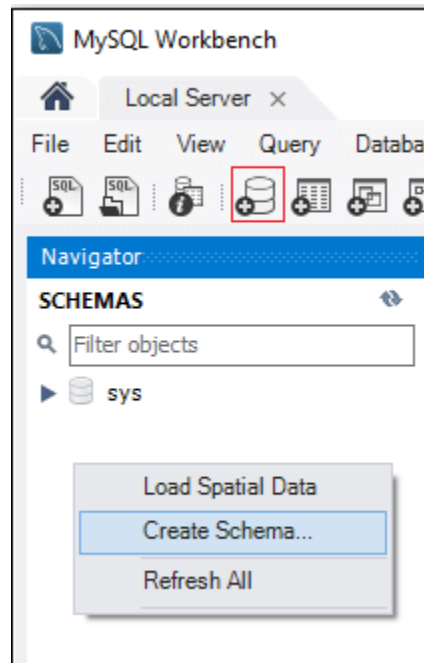 MySQL Workbench
Local Server ×
File Edit View Query Databa
SQL SQL
Navigator
SCHEMAS
Filter objects
sys
Load Spatial Data
Create Schema...
Refresh All